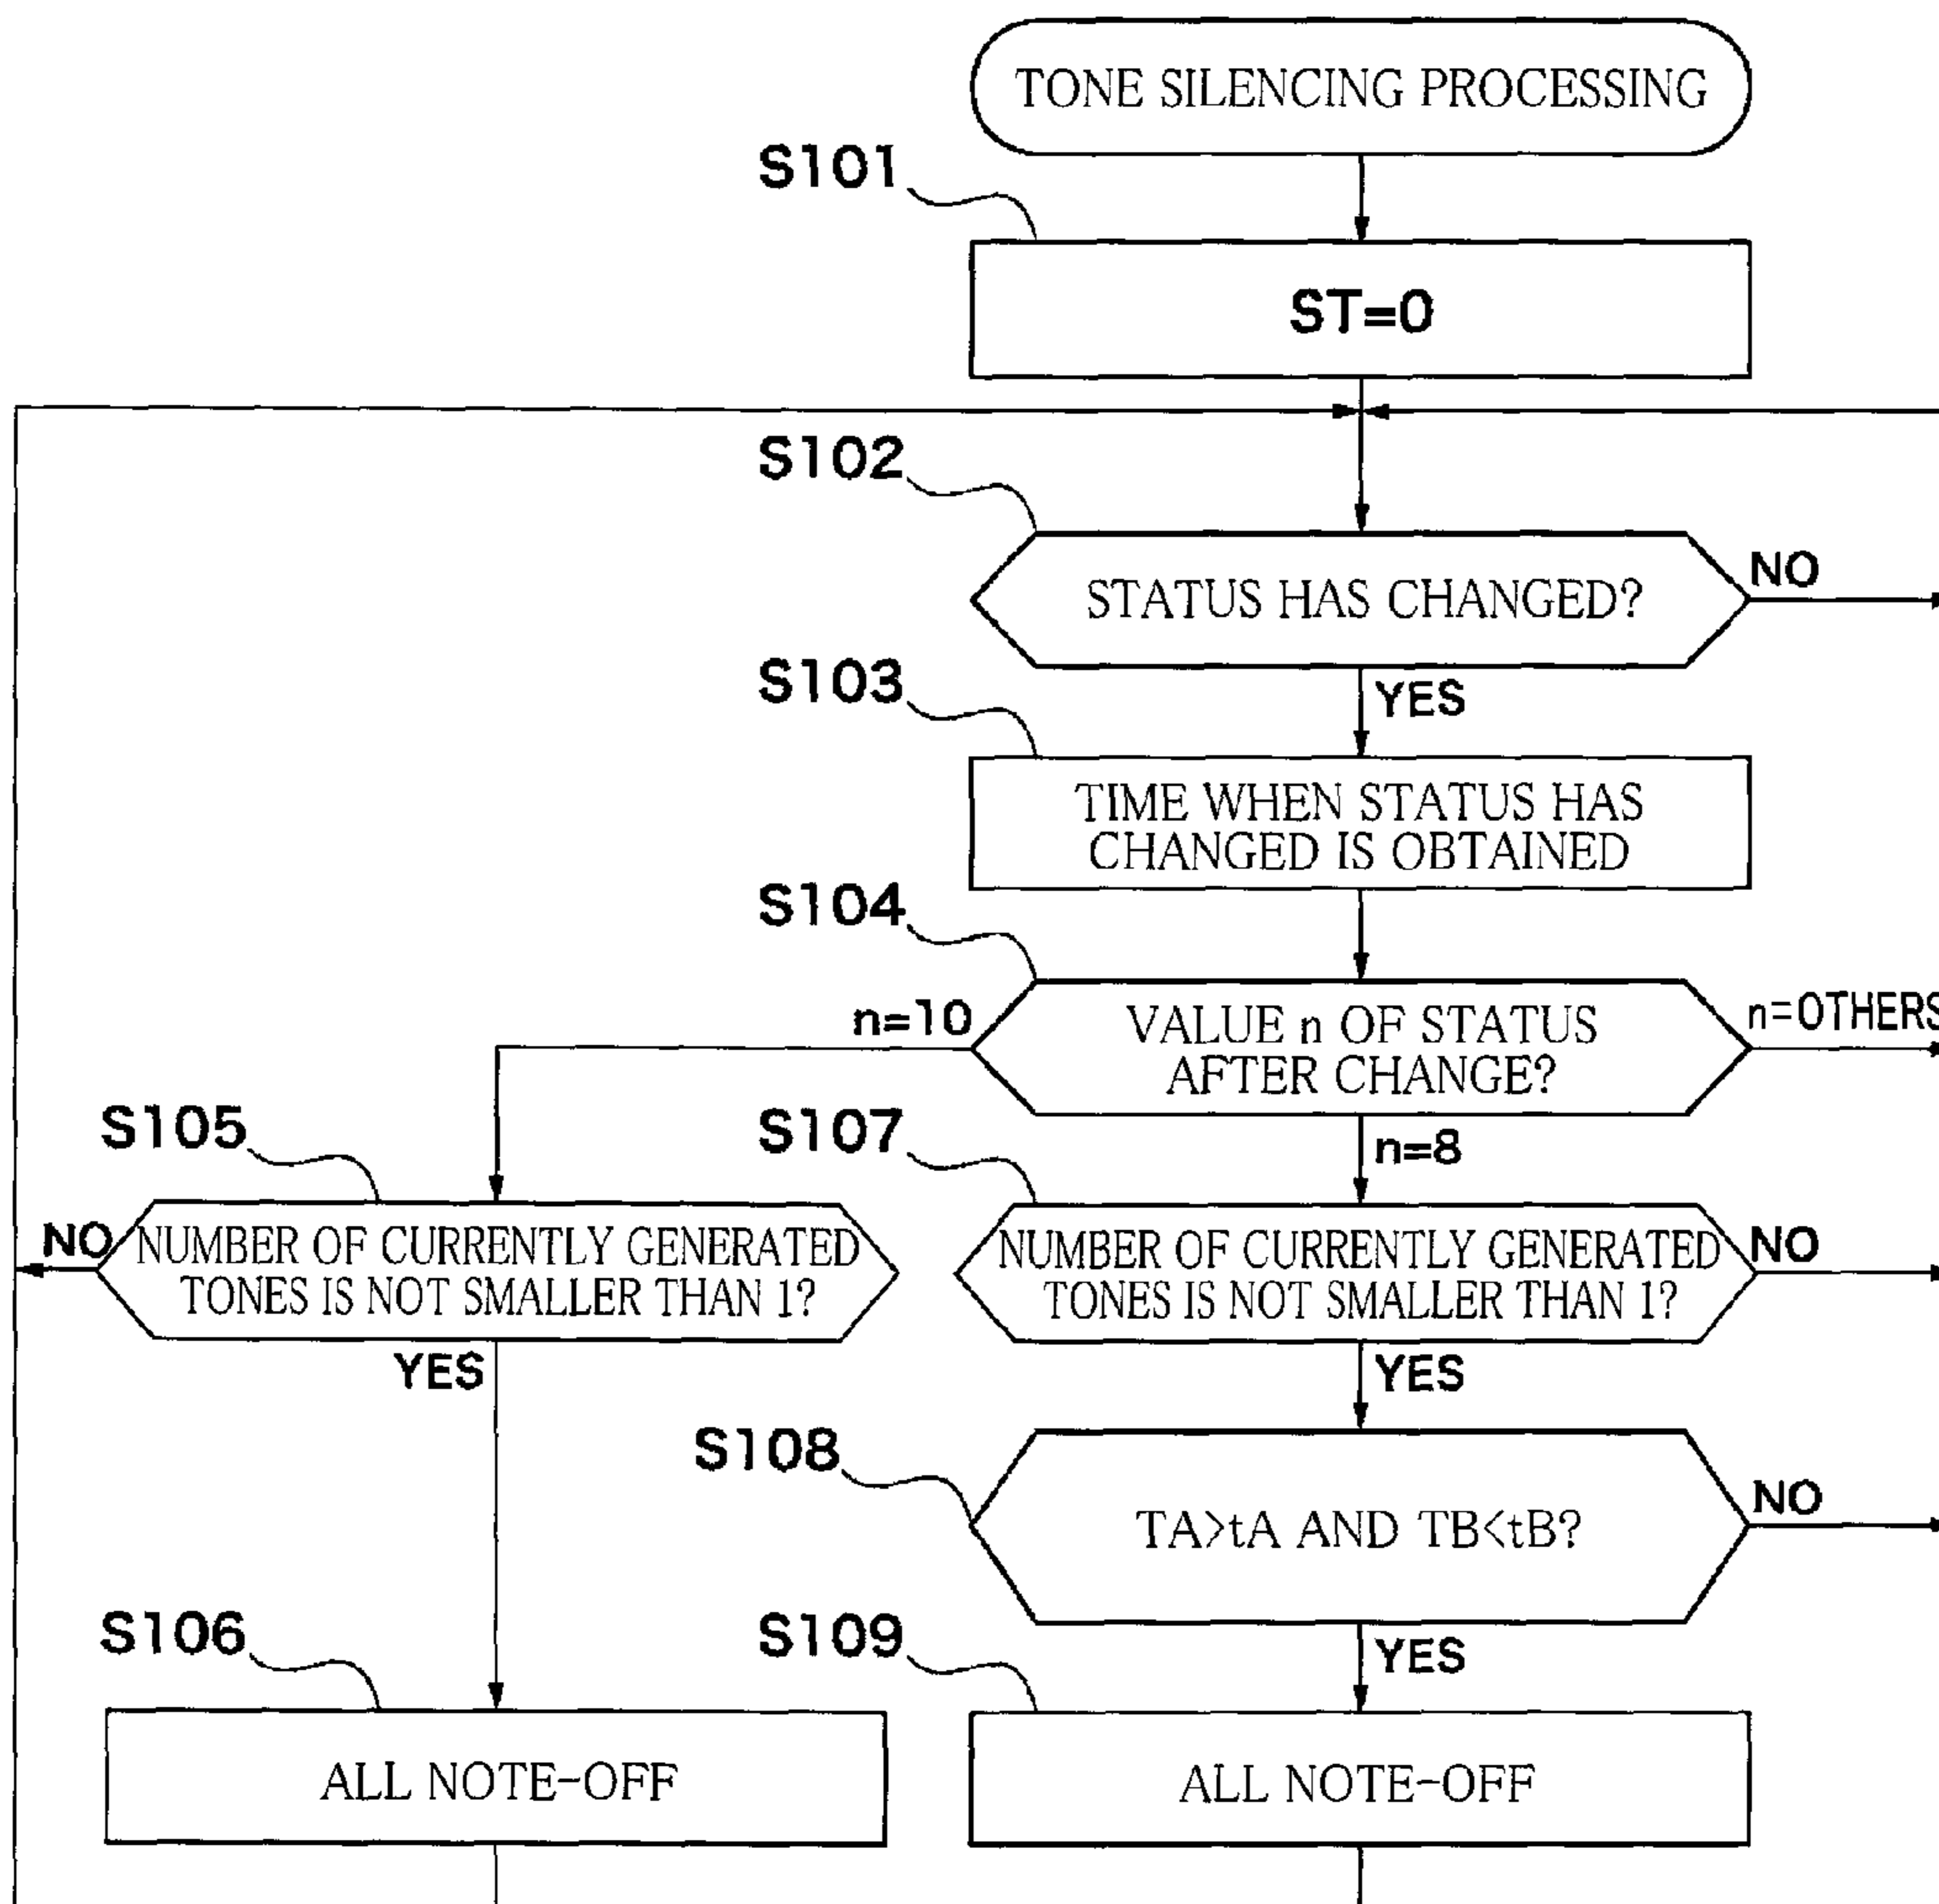 TONE SILENCING PROCESSING
S101
ST=0
S102
STATUS HAS CHANGED?
NO
YES
S103
TIME WHEN STATUS HAS
CHANGED IS OBTAINED
S104
VALUE n OF STATUS
AFTER CHANGE?
n=10
n=OTHERS
n=8
S105
NUMBER OF CURRENTLY GENERATED
TONES IS NOT SMALLER THAN 1?
NO
YES
S107
NUMBER OF CURRENTLY GENERATED
TONES IS NOT SMALLER THAN 1?
NO
YES
S108
TA>tA AND TB<tB?
NO
YES
S106
ALL NOTE-OFF
S109
ALL NOTE-OFF